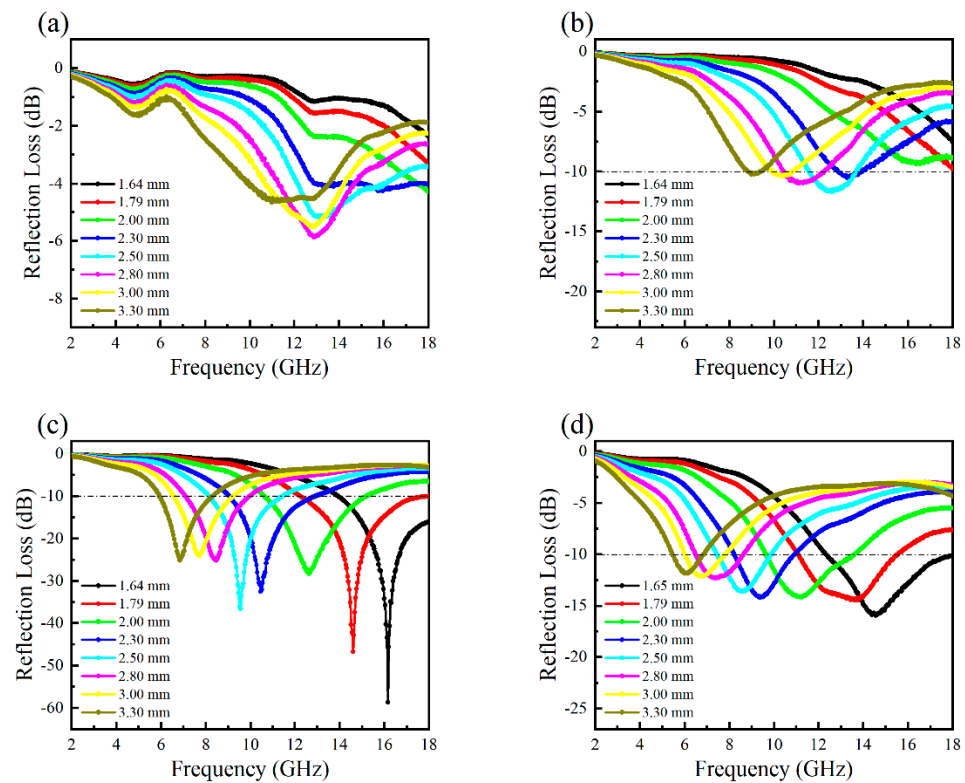 (a)
Reflection Loss (dB)
0
-2
-4
-6
-8
1.64 mm
1.79 mm
2.00 mm
2.30 mm
2.50 mm
2.80 mm
3.00 mm
3.30 mm
2 4 6 8 10 12 14 16 18
Frequency (GHz)
(b)
Reflection Loss (dB)
0
-5
-10
-15
-20
1.64 mm
1.79 mm
2.00 mm
2.30 mm
2.50 mm
2.80 mm
3.00 mm
3.30 mm
2 4 6 8 10 12 14 16 18
Frequency (GHz)
(c)
Reflection Loss (dB)
0
-10
-20
-30
-40
-50
-60
1.64 mm
1.79 mm
2.00 mm
2.30 mm
2.50 mm
2.80 mm
3.00 mm
3.30 mm
2 4 6 8 10 12 14 16 18
Frequency (GHz)
(d)
Reflection Loss (dB)
0
-5
-10
-15
-20
-25
1.65 mm
1.79 mm
2.00 mm
2.30 mm
2.50 mm
2.80 mm
3.00 mm
3.30 mm
2 4 6 8 10 12 14 16 18
Frequency (GHz)